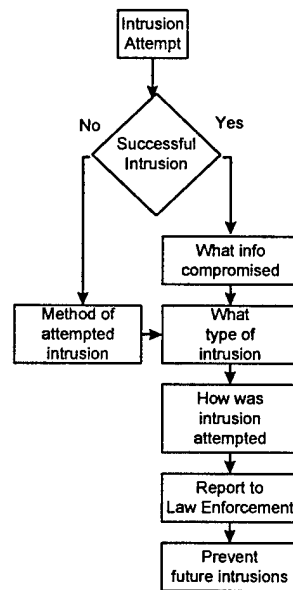 Intrusion
Attempt
No
Yes
Successful
Intrusion
What info
compromised
Method of
attempted
intrusion
What
type of
intrusion
How was
intrusion
attempted
Report to
Law Enforcement
Prevent
future intrusions